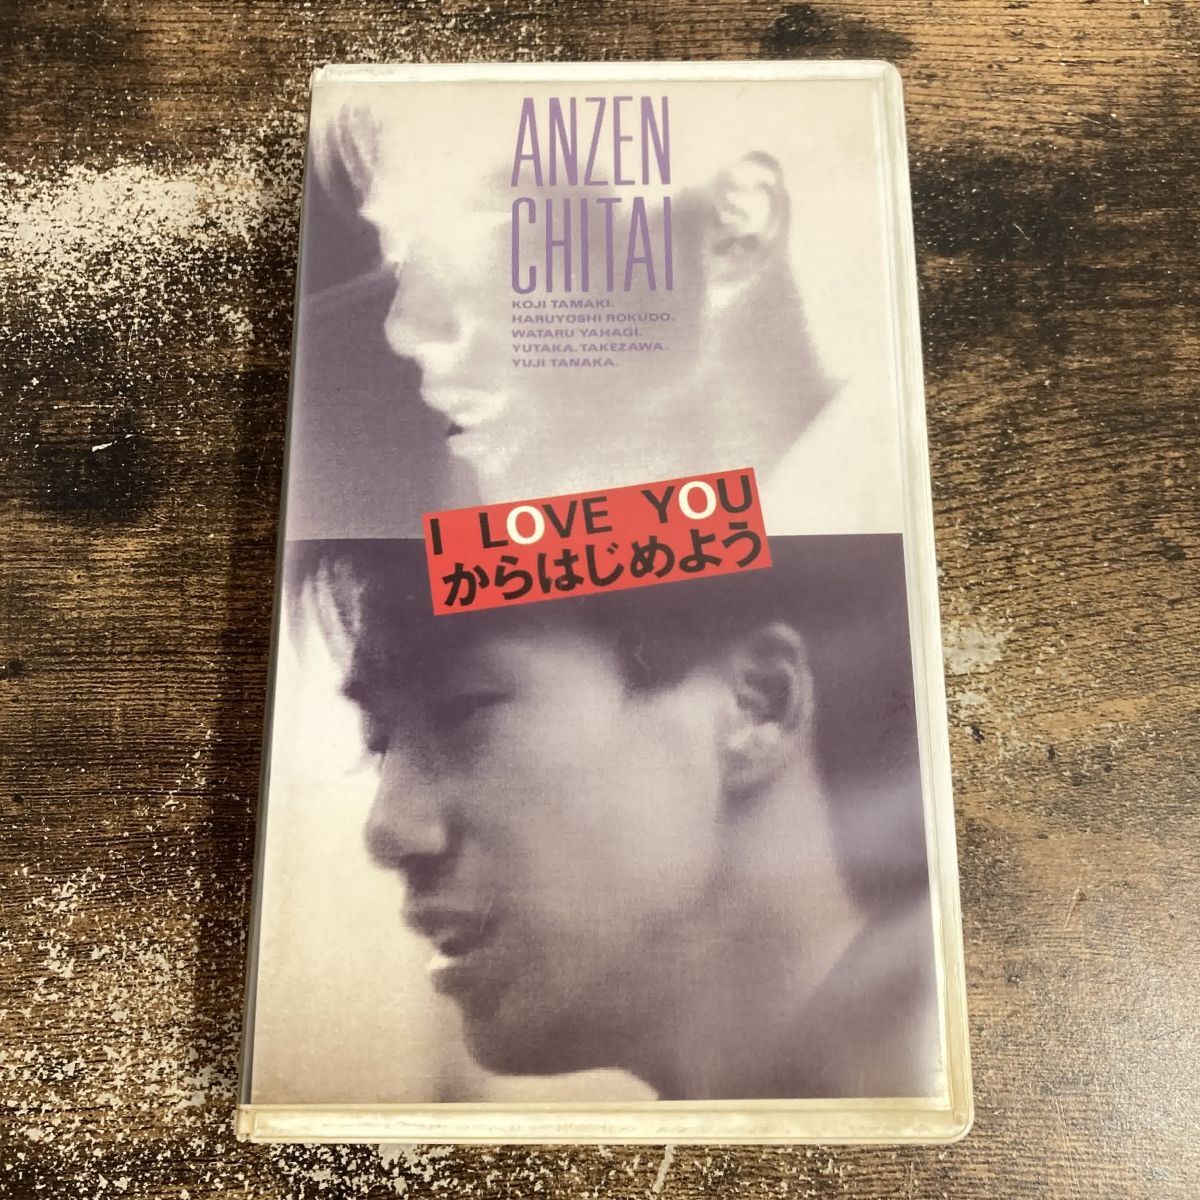 ANZEN
CHITAI
KOJI TAMAKI.
HARUYOSHI ROKUDO.
WATARU YAHAGI.
YUTAKA. TAKEZAWA.
YUJI TANAKA.
I LOVE YOU
からはじめよう